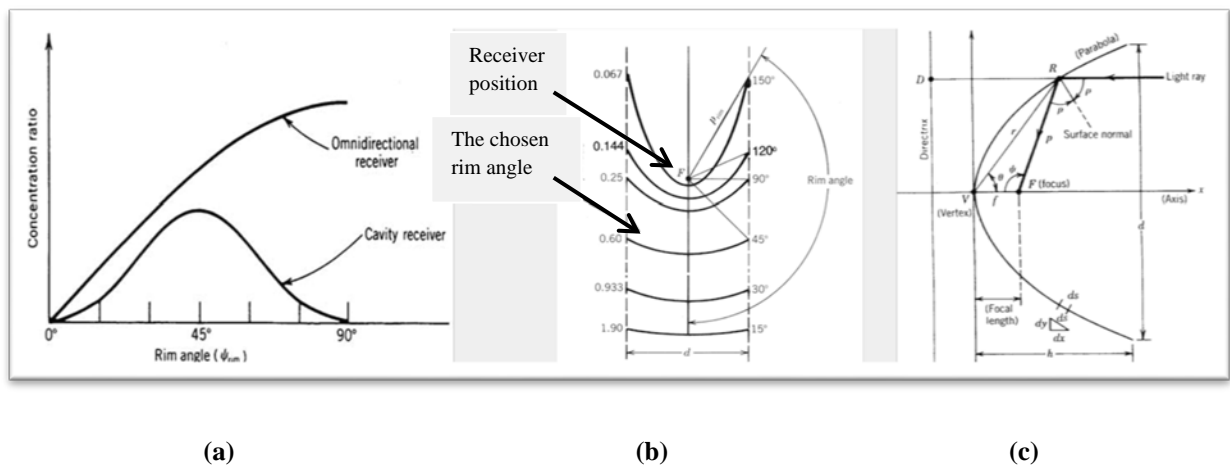 Concentration ratio
Omnidirectional
receiver
Cavity receiver
0°
45°
90°
Rim angle (ψrim)
Receiver
position
The chosen
rim angle
0.067
0.144
0.25
0.60
0.933
1.90
150°
120°
90°
45°
30°
15°
F
Rim angle
d
(Parabola)
R
D
Light ray
Surface normal
Directrix
r
p
F (focus)
f
V
(Vertex)
x
(Axis)
d
(Focal
length)
ds
dy
ds
dx
h
(a)
(b)
(c)